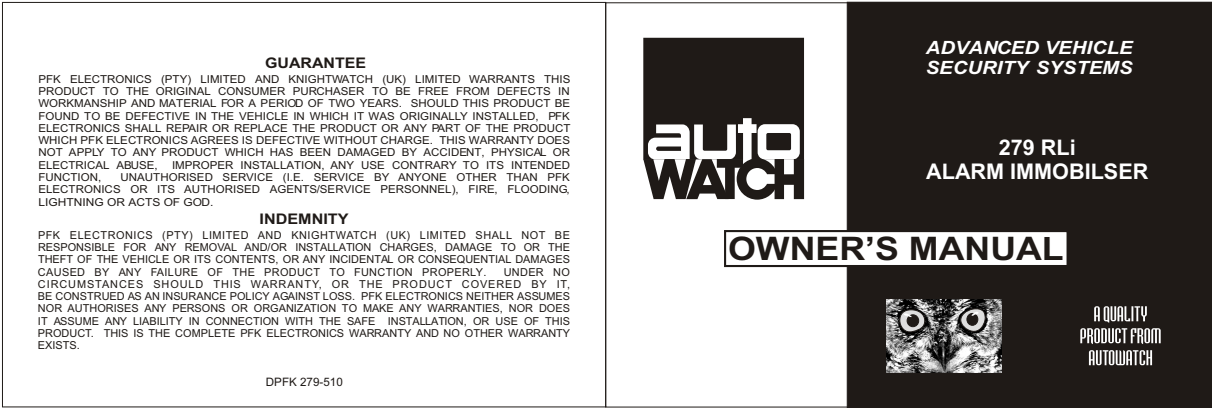 GUARANTEE
PFK ELECTRONICS (PTY) LIMITED AND KNIGHTWATCH (UK) LIMITED WARRANTS THIS
PRODUCT TO THE ORIGINAL CONSUMER PURCHASER TO BE FREE FROM DEFECTS IN
WORKMANSHIP AND MATERIAL FOR A PERIOD OF TWO YEARS. SHOULD THIS PRODUCT BE
FOUND TO BE DEFECTIVE IN THE VEHICLE IN WHICH IT WAS ORIGINALLY INSTALLED, PFK
ELECTRONICS SHALL REPAIR OR REPLACE THE PRODUCT OR ANY PART OF THE PRODUCT
WHICH PFK ELECTRONICS AGREES IS DEFECTIVE WITHOUT CHARGE. THIS WARRANTY DOES
NOT APPLY TO ANY PRODUCT WHICH HAS BEEN DAMAGED BY ACCIDENT, PHYSICAL OR
ELECTRICAL ABUSE, IMPROPER INSTALLATION, ANY USE CONTRARY TO ITS INTENDED
FUNCTION, UNAUTHORISED SERVICE (I.E. SERVICE BY ANYONE OTHER THAN PFK
ELECTRONICS OR ITS AUTHORISED AGENTS/SERVICE PERSONNEL), FIRE, FLOODING,
LIGHTNING OR ACTS OF GOD.
INDEMNITY
PFK ELECTRONICS (PTY) LIMITED AND KNIGHTWATCH (UK) LIMITED SHALL NOT BE
RESPONSIBLE FOR ANY REMOVAL AND/OR INSTALLATION CHARGES, DAMAGE TO OR THE
THEFT OF THE VEHICLE OR ITS CONTENTS, OR ANY INCIDENTAL OR CONSEQUENTIAL DAMAGES
CAUSED BY ANY FAILURE OF THE PRODUCT TO FUNCTION PROPERLY. UNDER NO
CIRCUMSTANCES SHOULD THIS WARRANTY, OR THE PRODUCT COVERED BY IT,
BE CONSTRUED AS AN INSURANCE POLICY AGAINST LOSS. PFK ELECTRONICS NEITHER ASSUMES
NOR AUTHORISES ANY PERSONS OR ORGANIZATION TO MAKE ANY WARRANTIES, NOR DOES
IT ASSUME ANY LIABILITY IN CONNECTION WITH THE SAFE INSTALLATION, OR USE OF THIS
PRODUCT. THIS IS THE COMPLETE PFK ELECTRONICS WARRANTY AND NO OTHER WARRANTY
EXISTS.
DPFK 279-510
auto
WATCH
ADVANCED VEHICLE
SECURITY SYSTEMS
279 RLi
ALARM IMMOBILSER
OWNER'S MANUAL
A QUALITY
PRODUCT FROM
AUTOWATCH